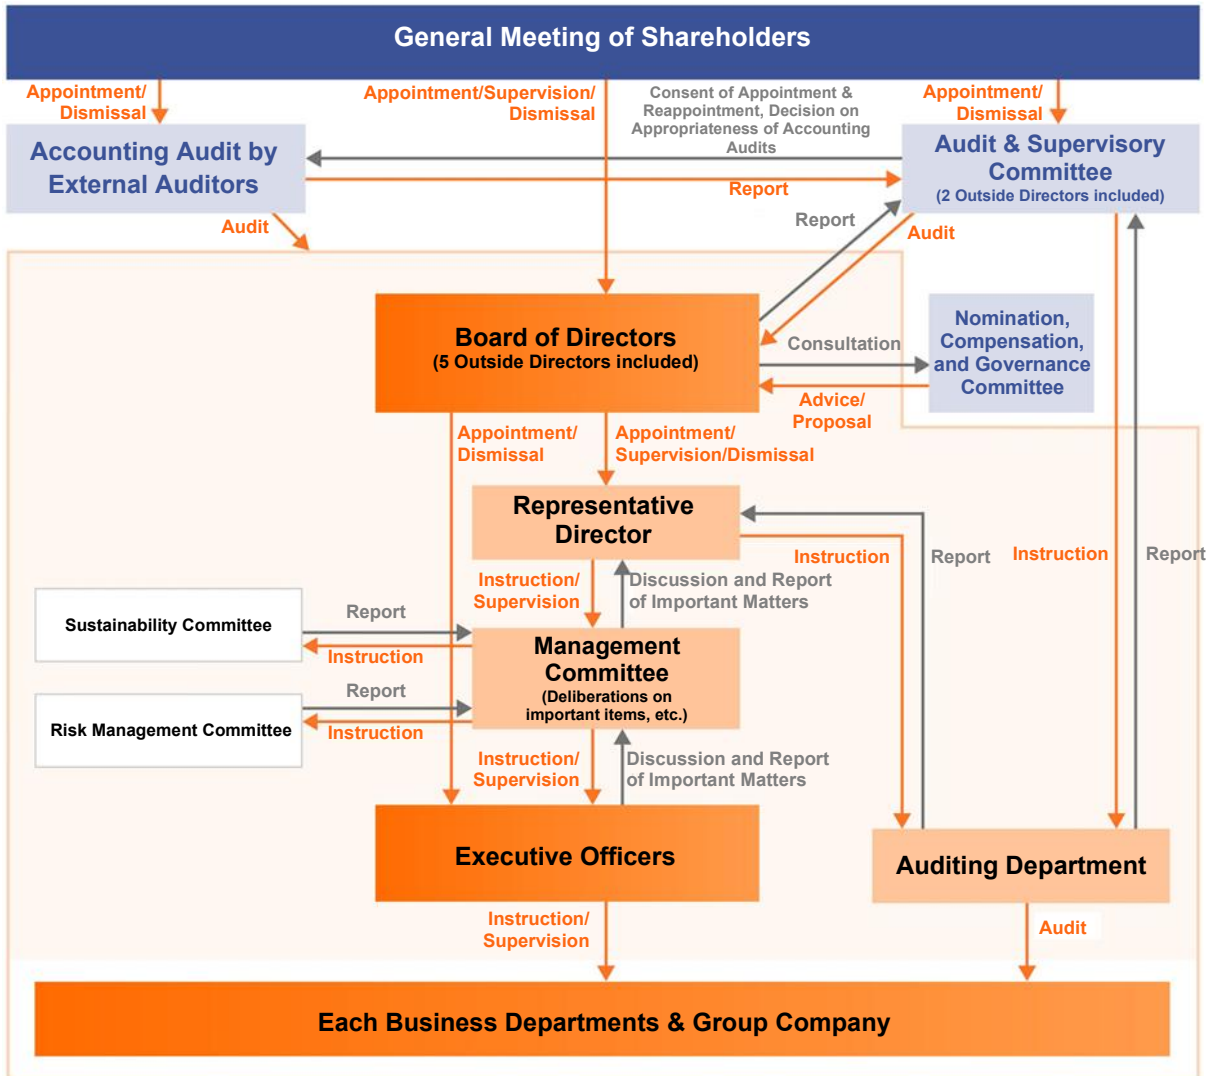 General Meeting of Shareholders
Appointment/
Dismissal
Appointment/Supervision/
Dismissal
Consent of Appointment &
Reappointment, Decision on
Appropriateness of Accounting
Audits
Appointment/
Dismissal
Accounting Audit by
External Auditors
Audit & Supervisory
Committee
(2 Outside Directors included)
Report
Audit
Report
Audit
Board of Directors
(5 Outside Directors included)
Consultation
Advice/
Proposal
Nomination,
Compensation,
and Governance
Committee
Appointment/
Dismissal
Appointment/
Supervision/Dismissal
Representative
Director
Instruction
Report
Instruction
Report
Instruction/
Supervision
Discussion and Report
of Important Matters
Sustainability Committee
Report
Instruction
Management
Committee
(Deliberations on
important items, etc.)
Risk Management Committee
Report
Instruction
Instruction/
Supervision
Discussion and Report
of Important Matters
Executive Officers
Auditing Department
Instruction/
Supervision
Audit
Each Business Departments & Group Company